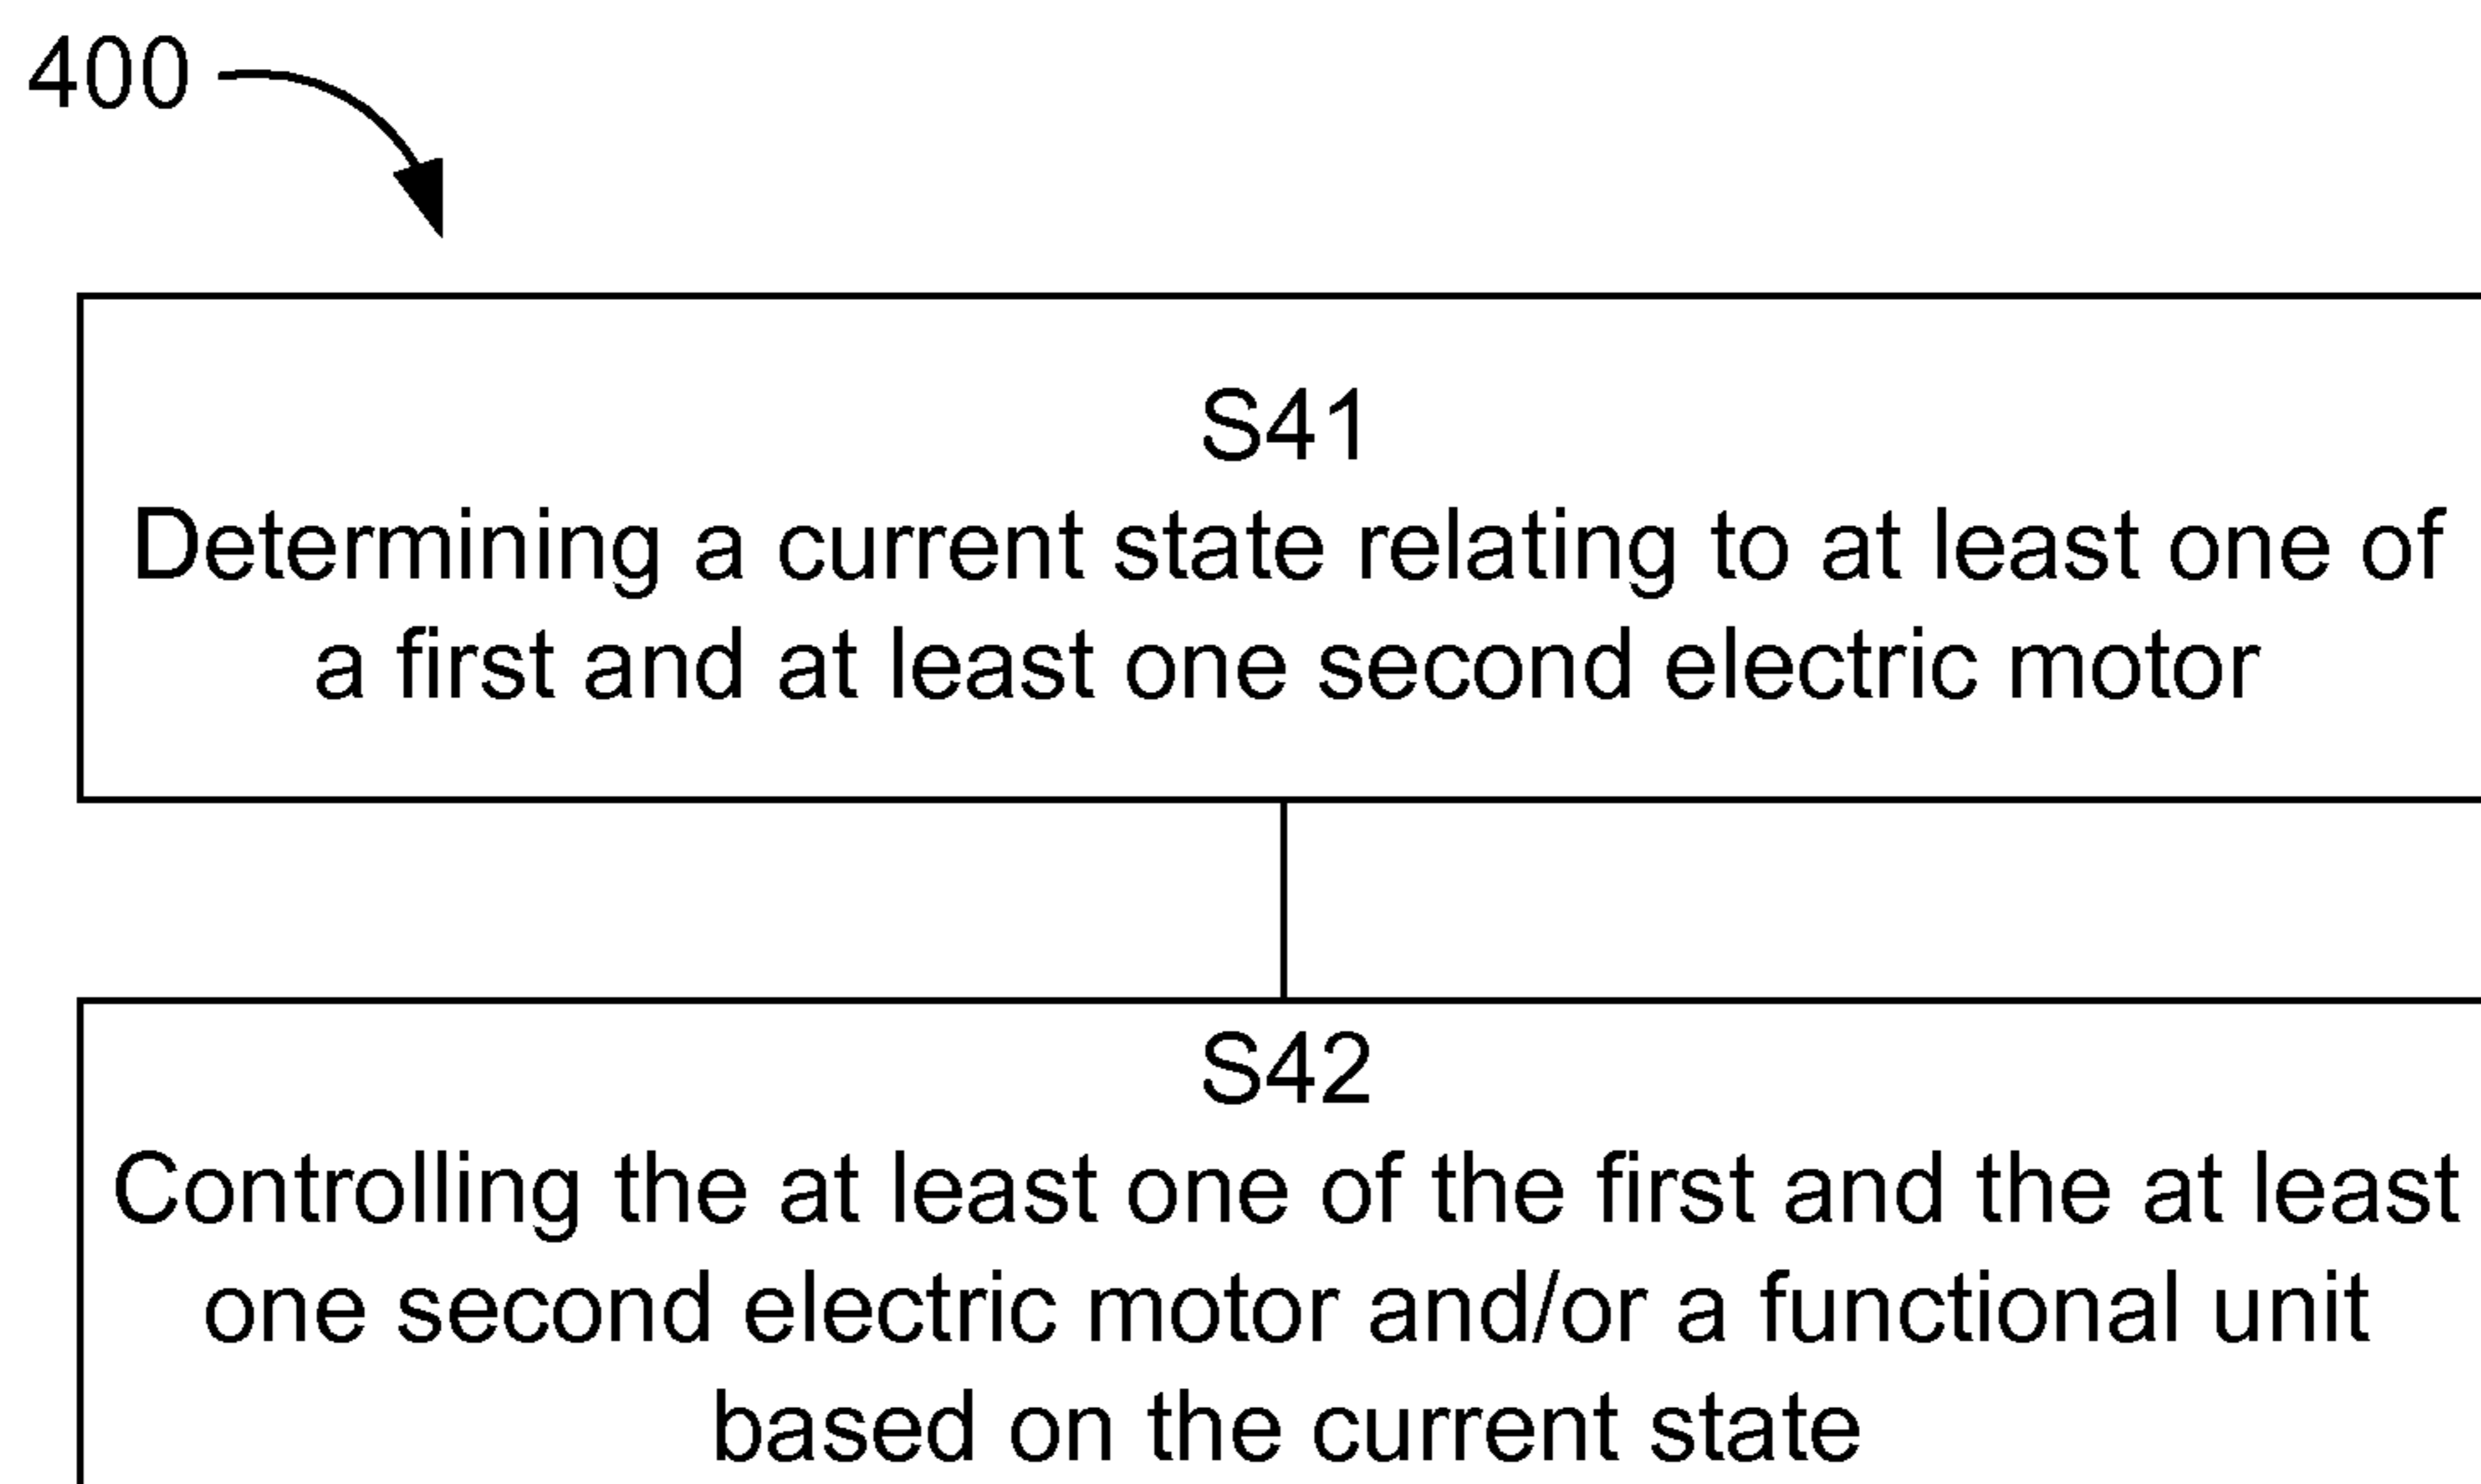 400
S41
Determining a current state relating to at least one of
a first and at least one second electric motor
S42
Controlling the at least one of the first and the at least
one second electric motor and/or a functional unit
based on the current state